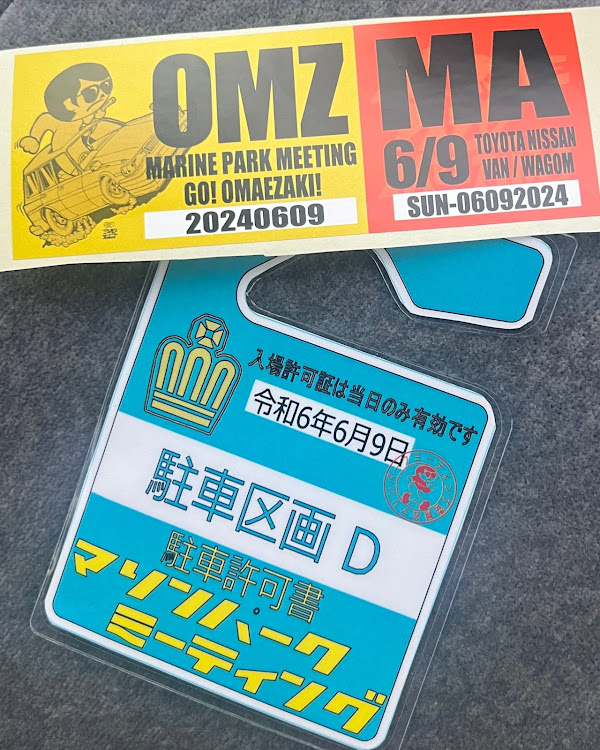 OMZ
MARINE PARK MEETING
GO! OMAEZAKI!
20240609
MA
6/9
TOYOTA NISSAN
VAN / WAGOM
SUN-06092024
入場許可証は当日のみ有効です
令和6年6月9日
駐車区画 D
駐車許可書
マリンパーク
ミーティング